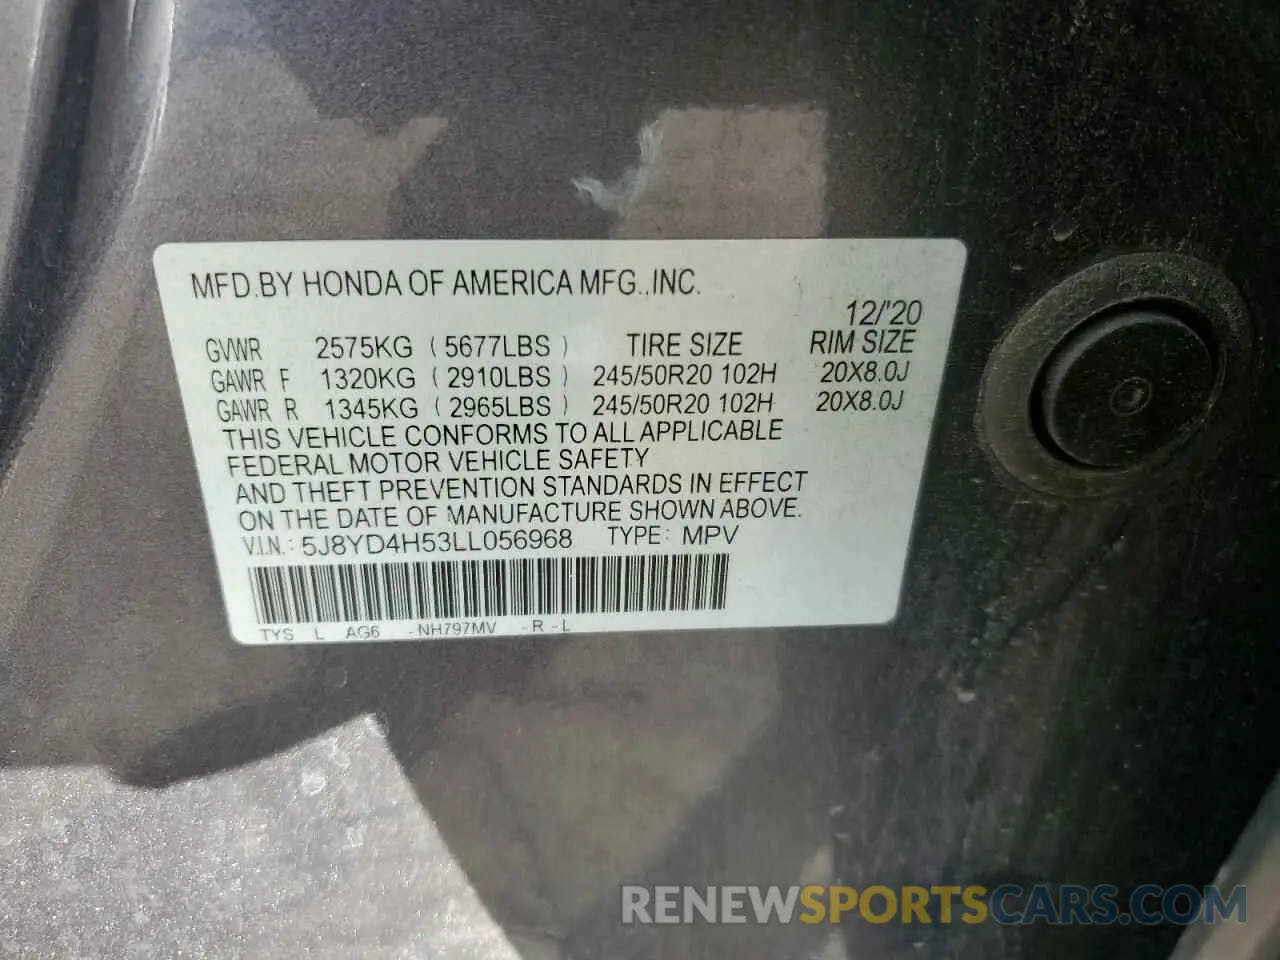 MFD.BY HONDA OF AMERICA MFG.,INC.
12/'20
GVWR 2575KG (5677LBS) TIRE SIZE RIM SIZE
GAWR F 1320KG (2910LBS) 245/50R20 102H 20X8.0J
GAWR R 1345KG (2965LBS) 245/50R20 102H 20X8.0J
THIS VEHICLE CONFORMS TO ALL APPLICABLE
FEDERAL MOTOR VEHICLE SAFETY
AND THEFT PREVENTION STANDARDS IN EFFECT
ON THE DATE OF MANUFACTURE SHOWN ABOVE.
V.I.N.: 5J8YD4H53LL056968 TYPE: MPV
TYS L AG6 -NH797MV -R -L
RENEWSPORTSCARS.COM